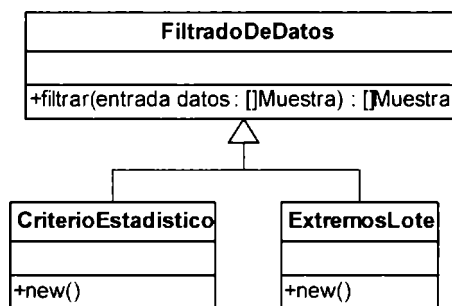 FiltradoDeDatos
+filtrar(entrada datos : []Muestra) : []Muestra
CriterioEstadistico
+new()
ExtremosLote
+new()